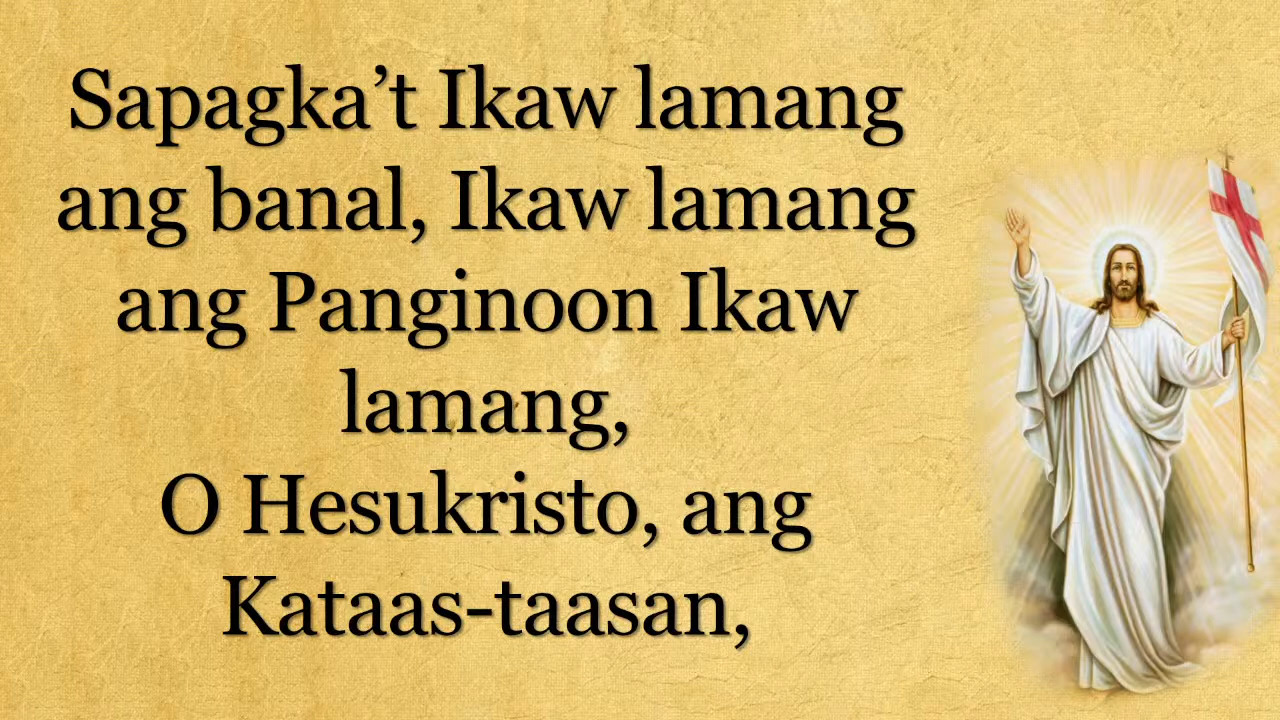 Sapagka’t Ikaw lamang
ang banal, Ikaw lamang
ang Panginoon Ikaw
lamang,
O Hesukristo, ang
Kataas-taasan,